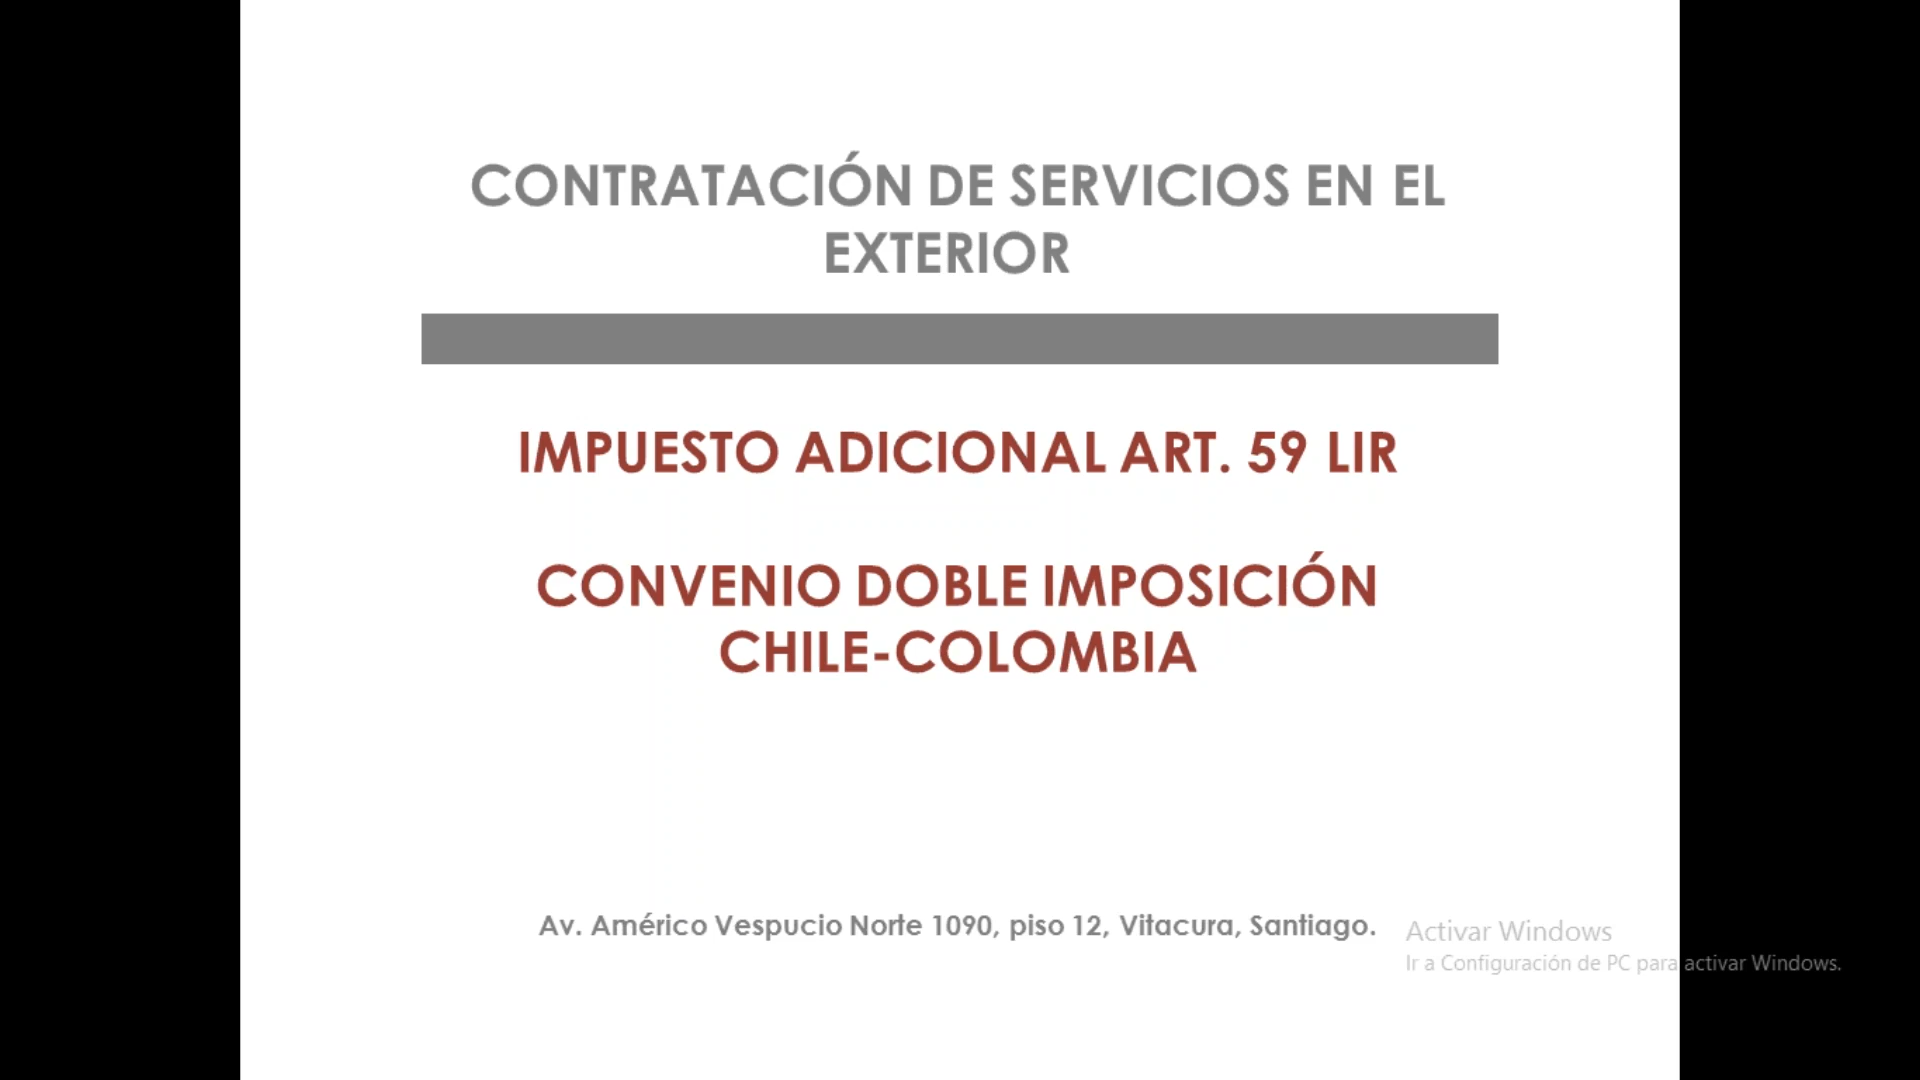 CONTRATACIÓN DE SERVICIOS EN EL
EXTERIOR
IMPUESTO ADICIONAL ART. 59 LIR
CONVENIO DOBLE IMPOSICIÓN
CHILE-COLOMBIA
Av. Américo Vespucio Norte 1090, piso 12, Vitacura, Santiago.
Activar Windows
Ir a Configuración de PC para activar Windows.